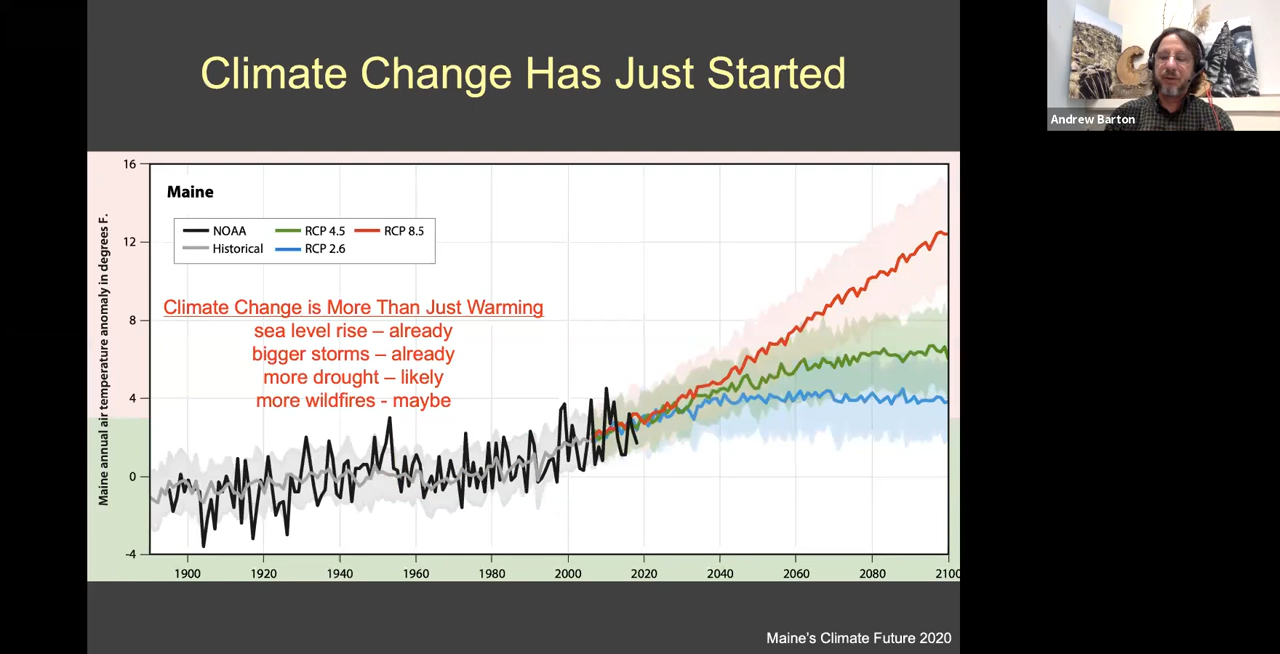 Climate Change Has Just Started
Andrew Barton
16
12
8
4
0
-4
Maine annual air temperature anomaly in degrees F.
Maine
NOAA RCP 4.5 RCP 8.5
Historical RCP 2.6
Climate Change is More Than Just Warming
sea level rise – already
bigger storms – already
more drought – likely
more wildfires - maybe
1900 1920 1940 1960 1980 2000 2020 2040 2060 2080 2100
Maine's Climate Future 2020